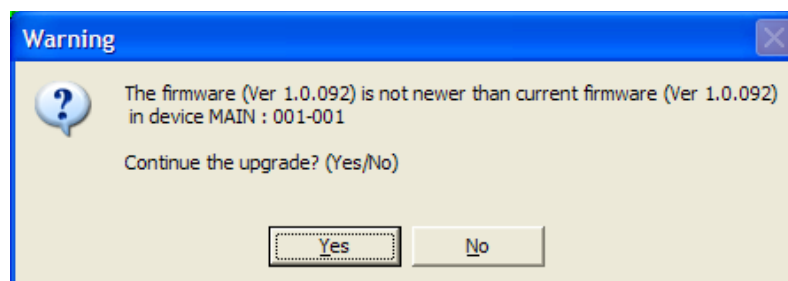 Warning
The firmware (Ver 1.0.092) is not newer than current firmware (Ver 1.0.092)
in device MAIN : 001-001
Continue the upgrade? (Yes/No)
Yes
No